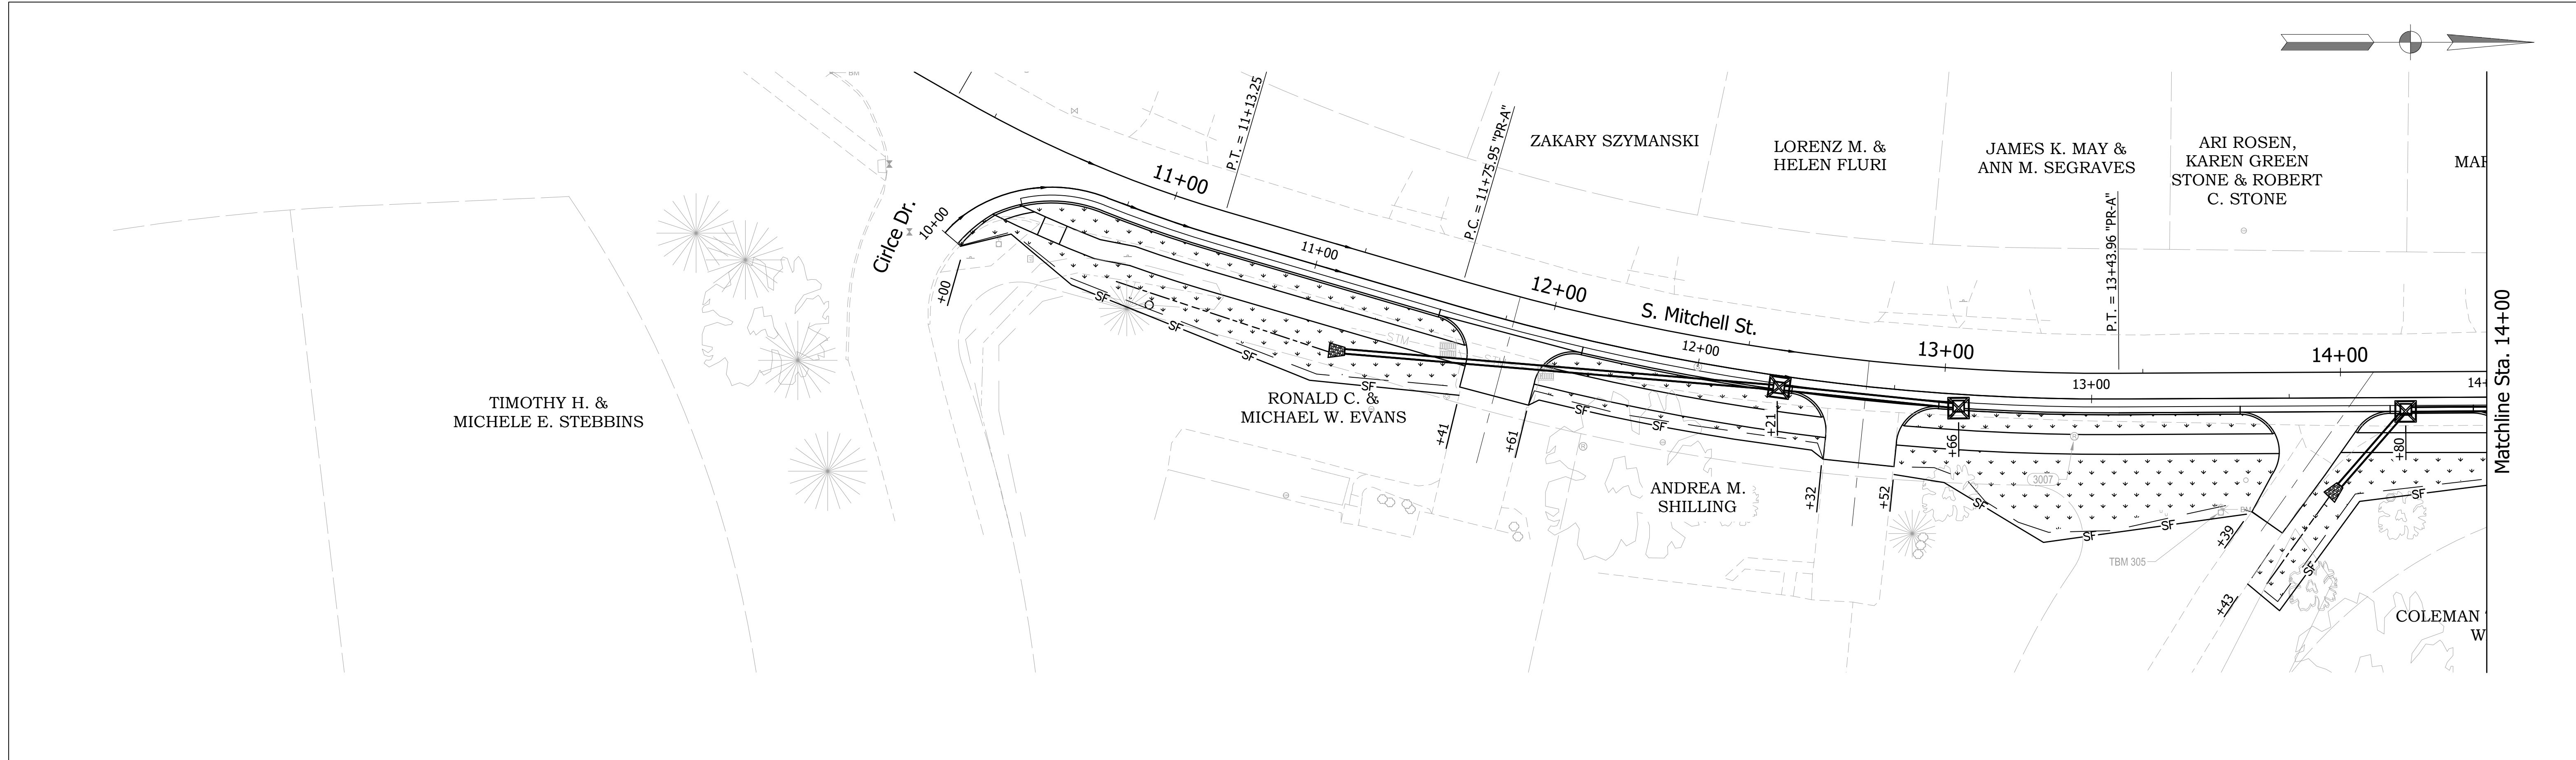 BM
P.T. = 11+13.25
P.C. = 11+75.95 "PR-A"
ZAKARY SZYMANSKI
LORENZ M. &
HELEN FLURI
JAMES K. MAY &
ANN M. SEGRAVES
ARI ROSEN,
KAREN GREEN
STONE & ROBERT
C. STONE
P.T. = 13+43.96 "PR-A"
11+00
10+00
Cirlce Dr.
11+00
12+00
S. Mitchell St.
12+00
13+00
13+00
14+00
Matchline Sta. 14+00
+00
SF
SF
SF
SF
STM
TIMOTHY H. &
MICHELE E. STEBBINS
RONALD C. &
MICHAEL W. EVANS
+41
+61
SF
SF
+21
+66
+80
ANDREA M.
SHILLING
+32
+52
3007
SF
SF
SF
BM
TBM 305
+39
+43
SF
SF
COLEMAN
W